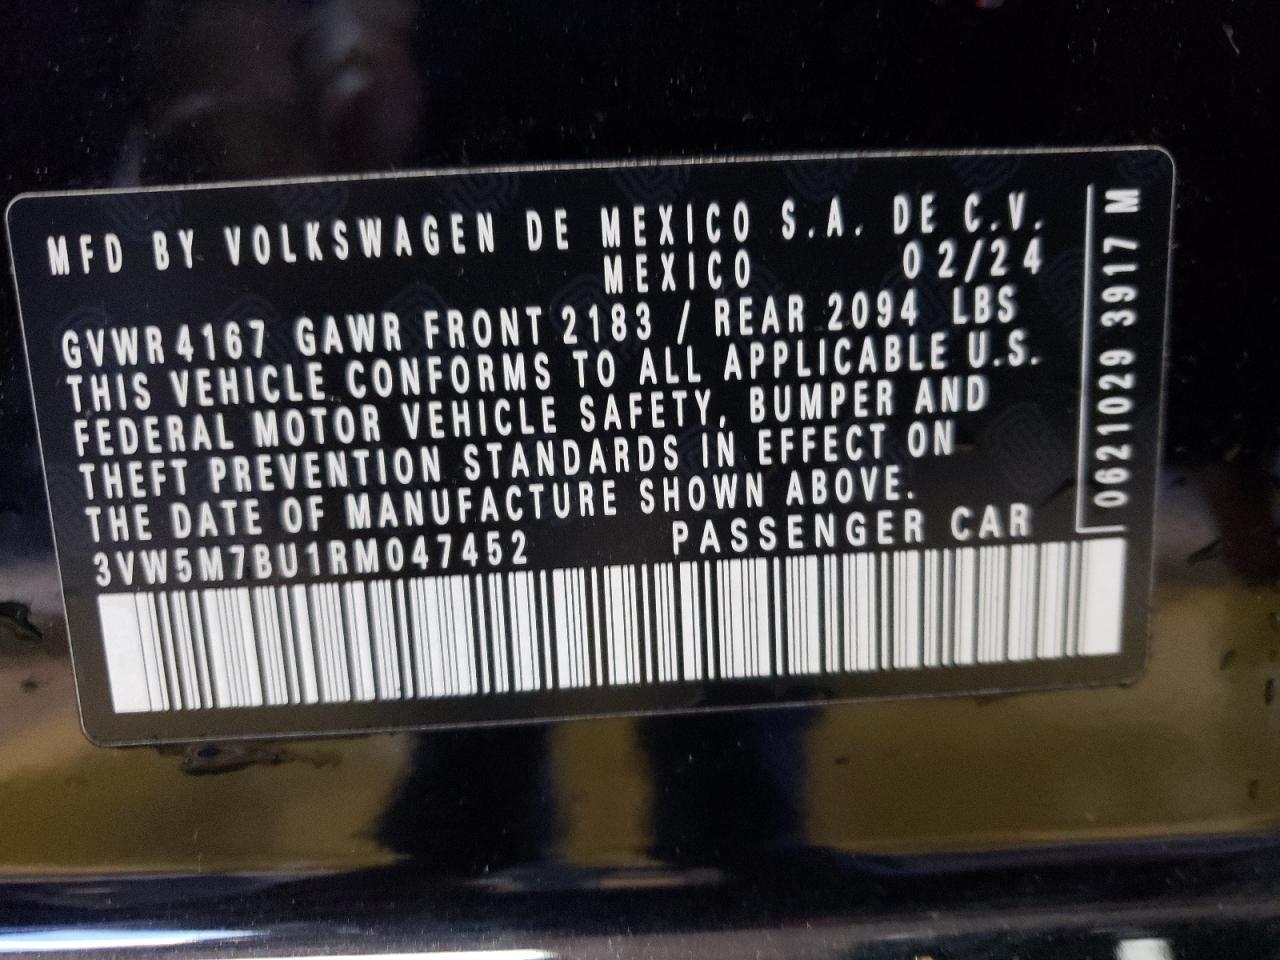 MFD BY VOLKSWAGEN DE MEXICO S.A. DE C.V.
MEXICO 02/24
GVWR 4167 GAWR FRONT 2183 / REAR 2094 LBS
THIS VEHICLE CONFORMS TO ALL APPLICABLE U.S.
FEDERAL MOTOR VEHICLE SAFETY, BUMPER AND
THEFT PREVENTION STANDARDS IN EFFECT ON
THE DATE OF MANUFACTURE SHOWN ABOVE.
3VW5M7BU1RM047452 PASSENGER CAR
0621029 3917 M